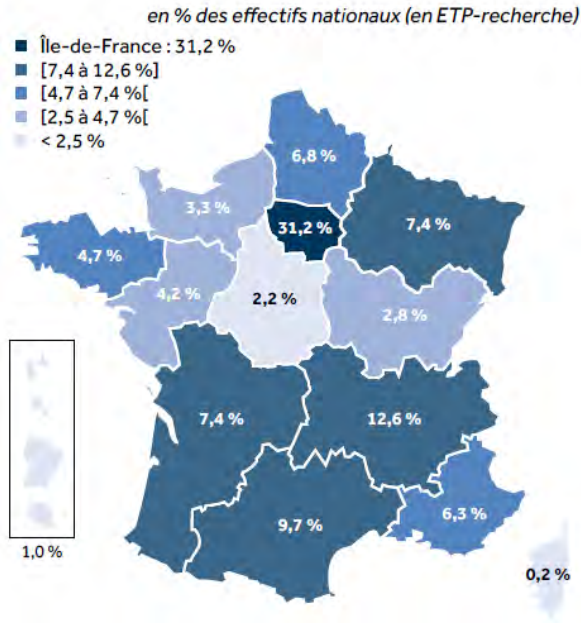 en % des effectifs nationaux (en ETP-recherche)
Île-de-France : 31,2 %
[7,4 à 12,6 %]
[4,7 à 7,4 %[
[2,5 à 4,7 %[
< 2,5 %
6,8 %
3,3 %
31,2 %
7,4 %
4,7 %
4,2 %
2,2 %
2,8 %
7,4 %
12,6 %
9,7 %
6,3 %
1,0 %
0,2 %